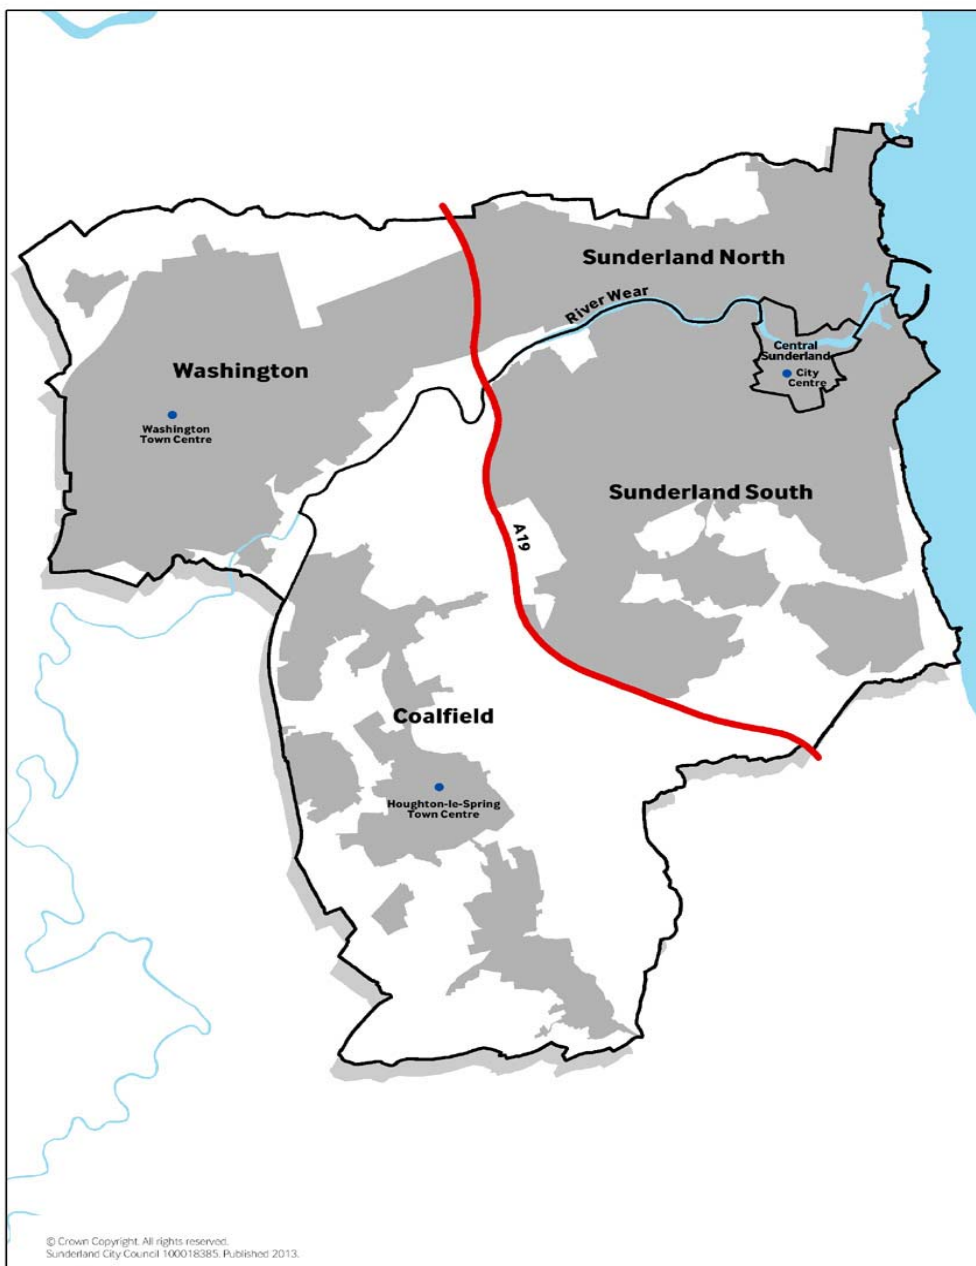 Sunderland North
River Wear
Central
Sunderland
City
Centre
Washington
Washington
Town Centre
Sunderland South
A19
Coalfield
Houghton-le-Spring
Town Centre
© Crown Copyright. All rights reserved.
Sunderland City Council 100018385. Published 2013.